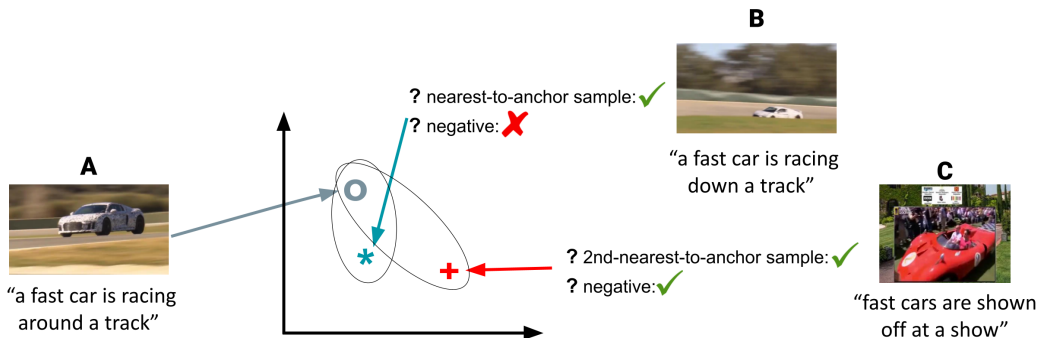 B
? nearest-to-anchor sample:
? negative:
"a fast car is racing
down a track"
A
C
O
*
+
? 2nd-nearest-to-anchor sample:
? negative:
"a fast car is racing
around a track"
"fast cars are shown
off at a show"